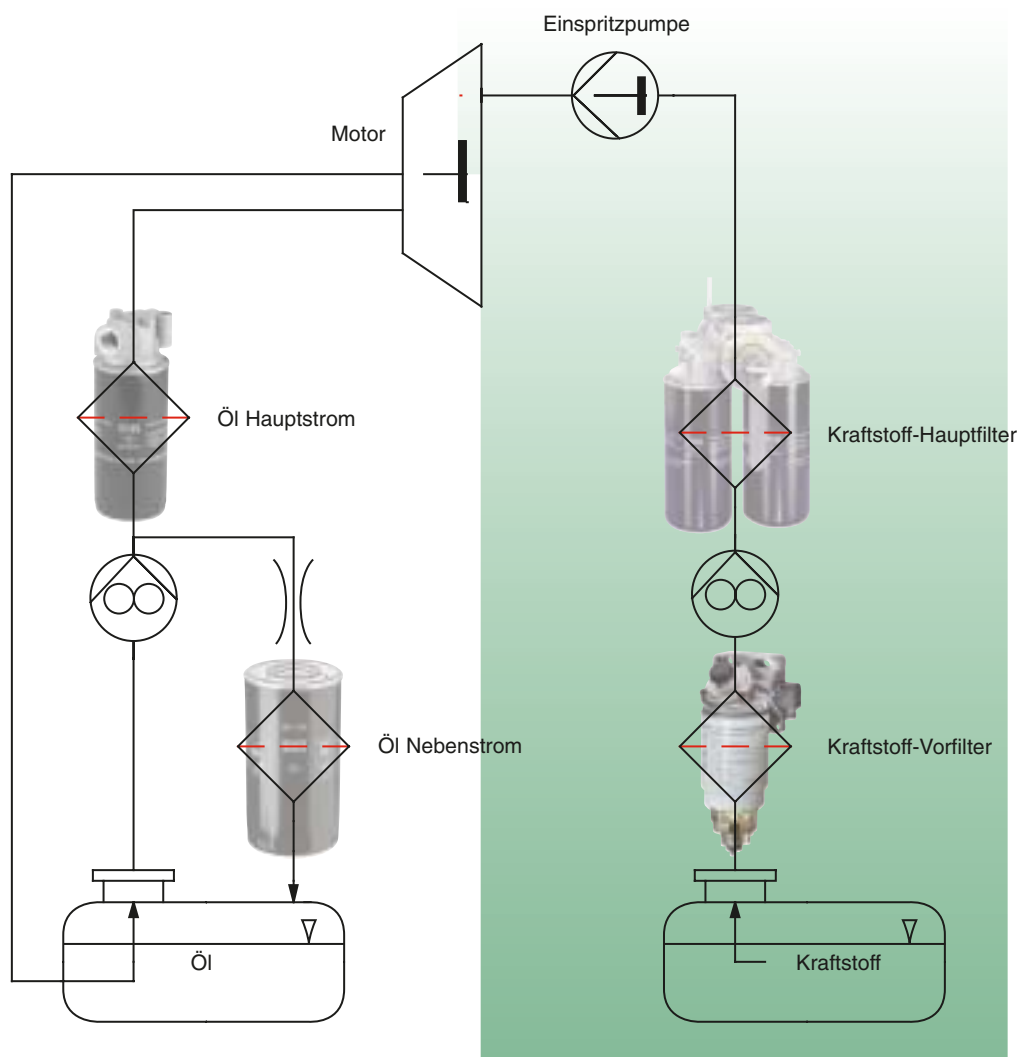 Einspritzpumpe
Motor
Öl Hauptstrom
Kraftstoff-Hauptfilter
Öl Nebenstrom
Kraftstoff-Vorfilter
Öl
Kraftstoff